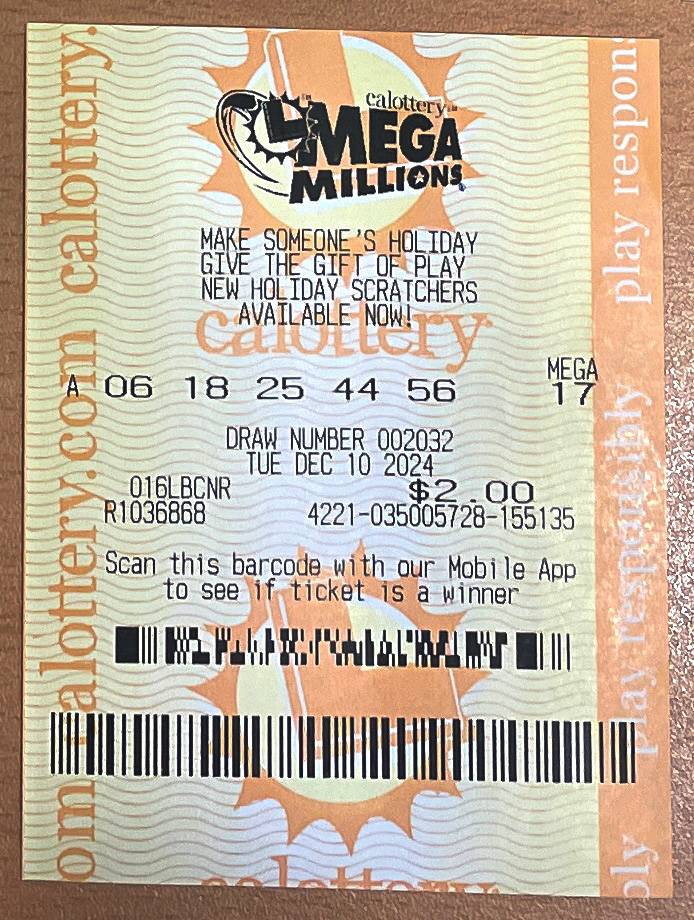 calottery
MEGA
MILLIONS
MAKE SOMEONE'S HOLIDAY
GIVE THE GIFT OF PLAY
NEW HOLIDAY SCRATCHERS
AVAILABLE NOW!
calottery
A 06 18 25 44 56 MEGA 17
DRAW NUMBER 002032
TUE DEC 10 2024
016LBCNR $2.00
R1036868 4221-035005728-155135
Scan this barcode with our Mobile App
to see if ticket is a winner
calottery
calottery.com calottery.
play responsibly play respon